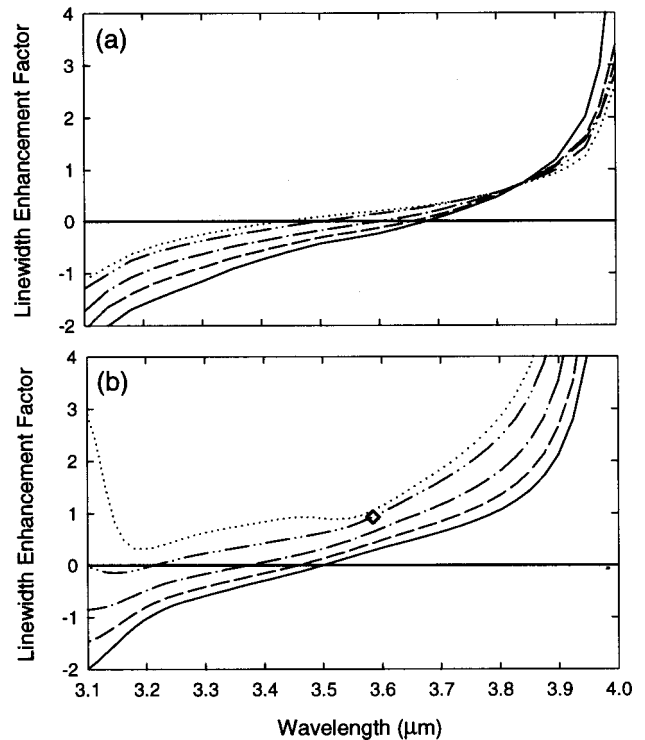 (a)
Linewidth Enhancement Factor
4
3
2
1
0
-1
-2
(b)
Linewidth Enhancement Factor
4
3
2
1
0
-1
-2
3.1 3.2 3.3 3.4 3.5 3.6 3.7 3.8 3.9 4.0
Wavelength (μm)